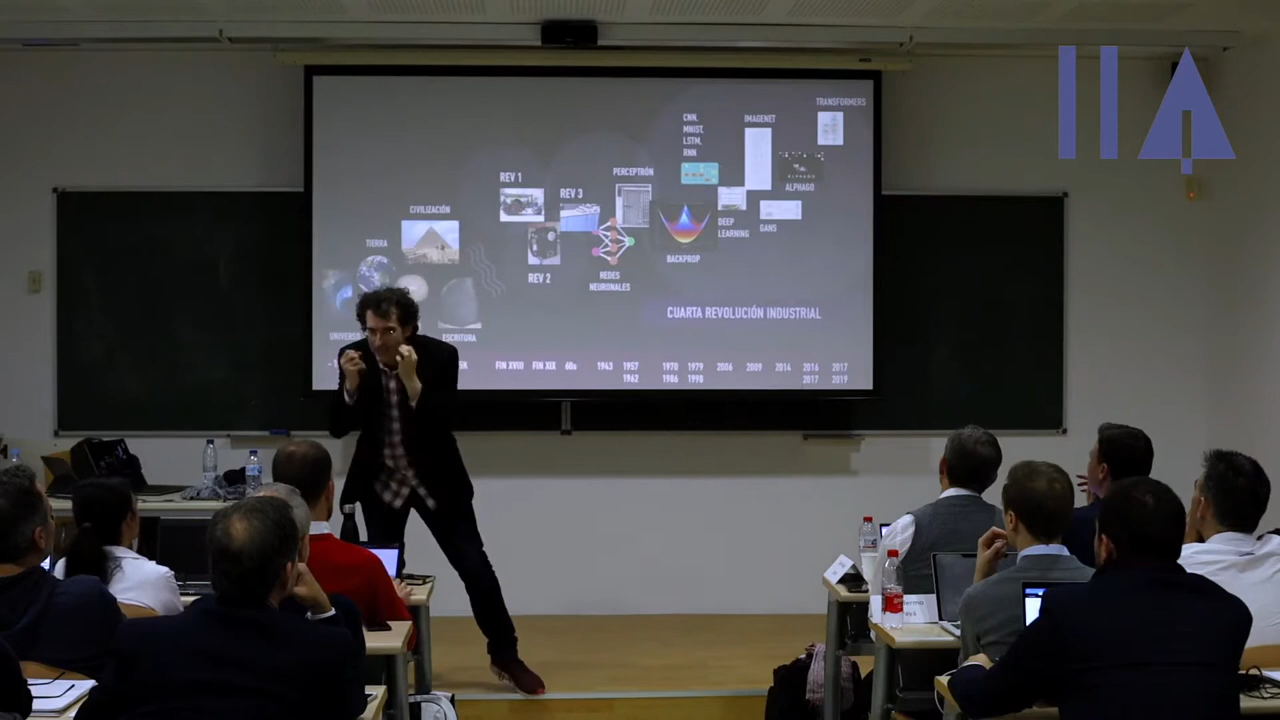 IIA
TRANSFORMERS
CNN,
MNIST,
LSTM,
RNN
IMAGENET
PERCEPTRÓN
REV 1
REV 3
ALPHAGO
CIVILIZACIÓN
DEEP
LEARNING
GANS
TIERRA
BACKPROP
REV 2
REDES
NEURONALES
CUARTA REVOLUCIÓN INDUSTRIAL
UNIVERSO
ESCRITURA
FIN XVIII FIN XIX 60s 1943 1957 1970 1979 2006 2009 2014 2016 2017
1962 1986 1998 2017 2019